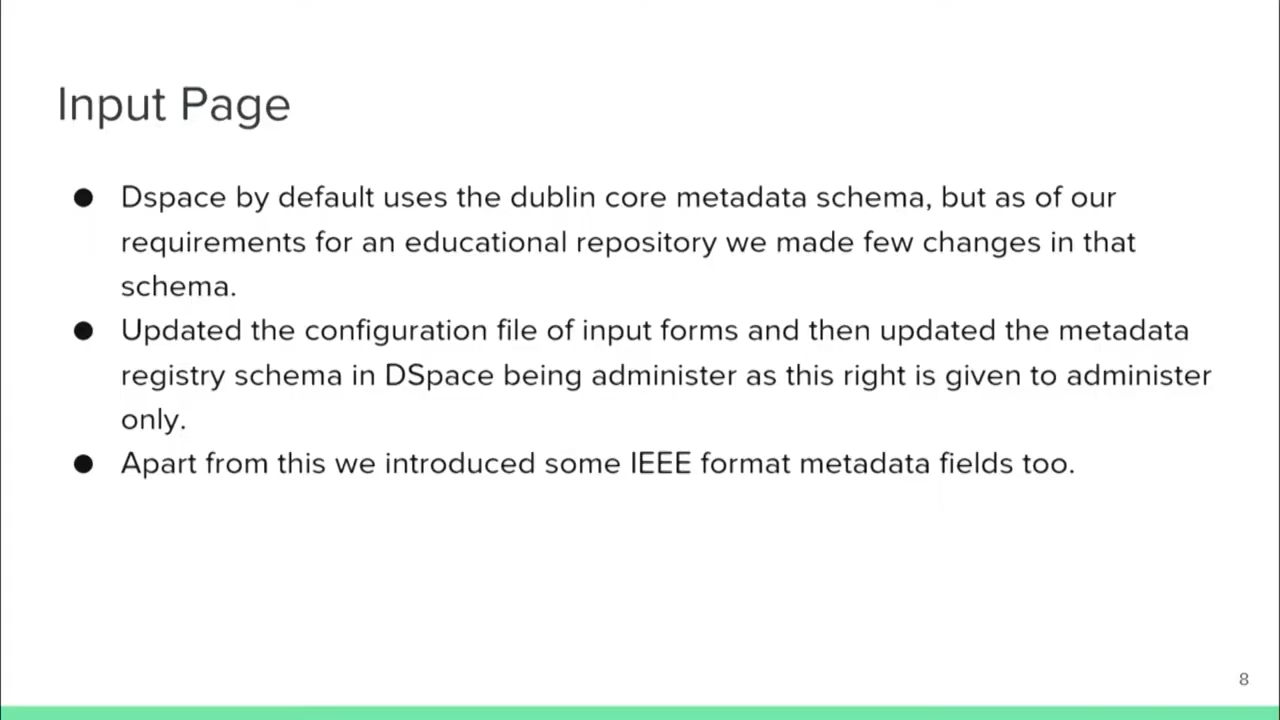 Input Page
● Dspace by default uses the dublin core metadata schema, but as of our
requirements for an educational repository we made few changes in that
schema.
● Updated the configuration file of input forms and then updated the metadata
registry schema in DSpace being administer as this right is given to administer
only.
● Apart from this we introduced some IEEE format metadata fields too.
8